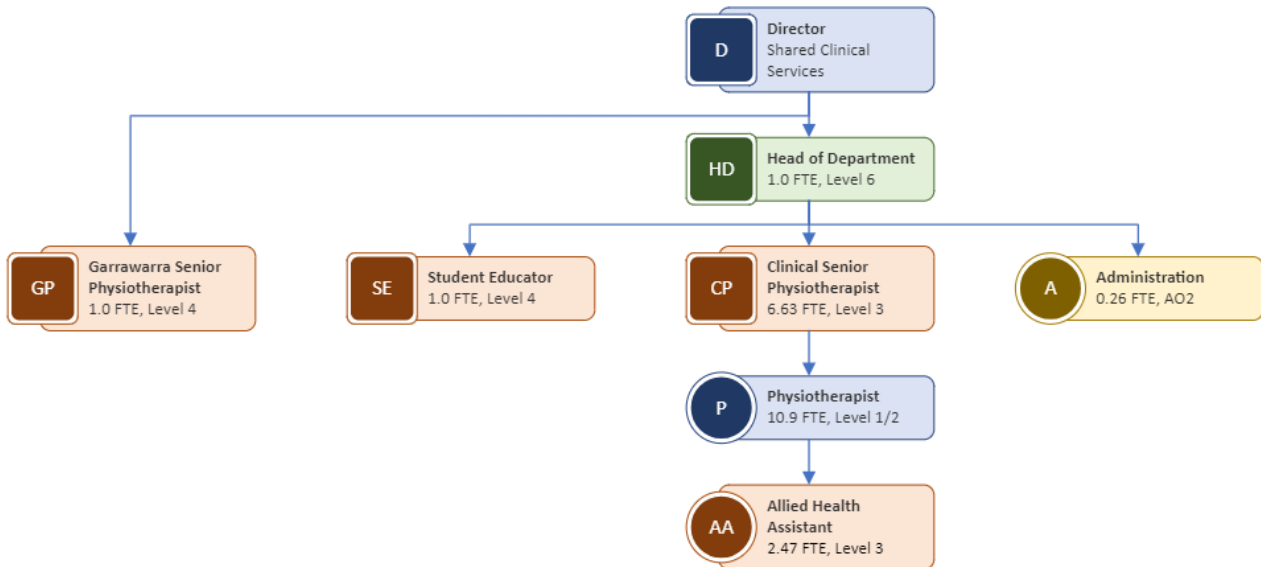 D
Director
Shared Clinical
Services
HD
Head of Department
1.0 FTE, Level 6
GP
Garrawarra Senior
Physiotherapist
1.0 FTE, Level 4
SE
Student Educator
1.0 FTE, Level 4
CP
Clinical Senior
Physiotherapist
6.63 FTE, Level 3
A
Administration
0.26 FTE, AO2
P
Physiotherapist
10.9 FTE, Level 1/2
AA
Allied Health
Assistant
2.47 FTE, Level 3